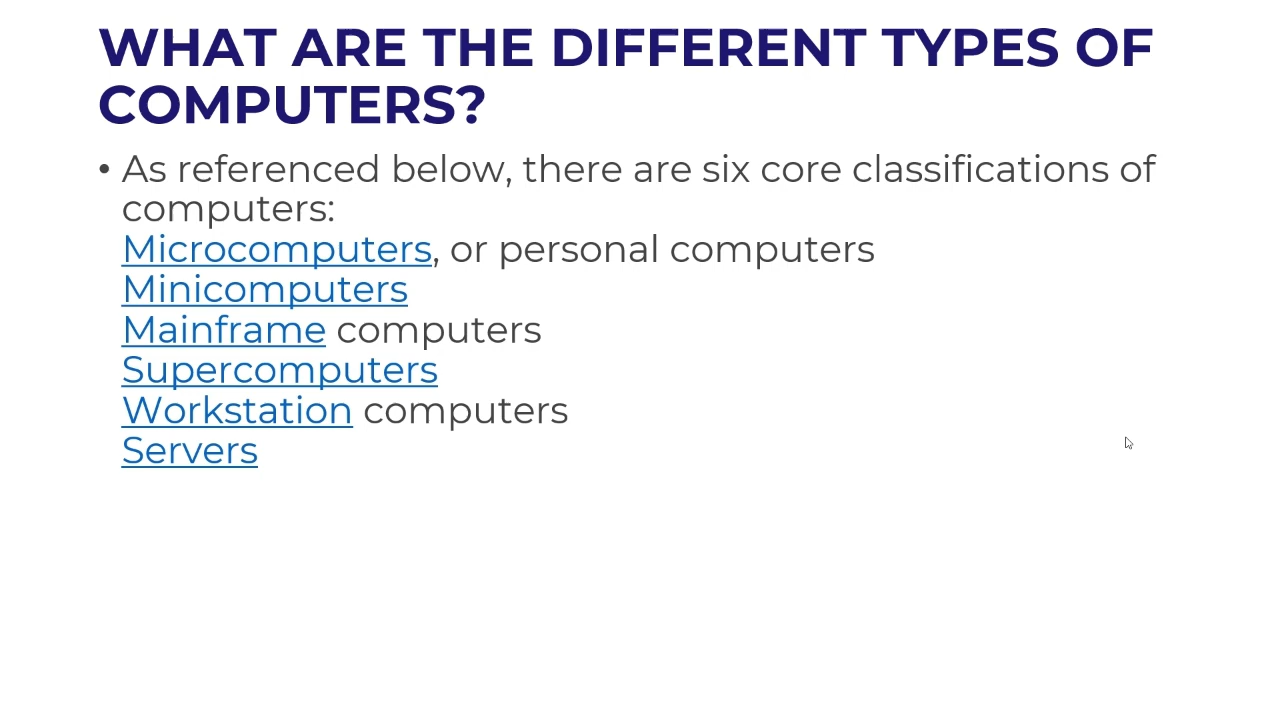 WHAT ARE THE DIFFERENT TYPES OF
COMPUTERS?
• As referenced below, there are six core classifications of
computers:
Microcomputers, or personal computers
Minicomputers
Mainframe computers
Supercomputers
Workstation computers
Servers